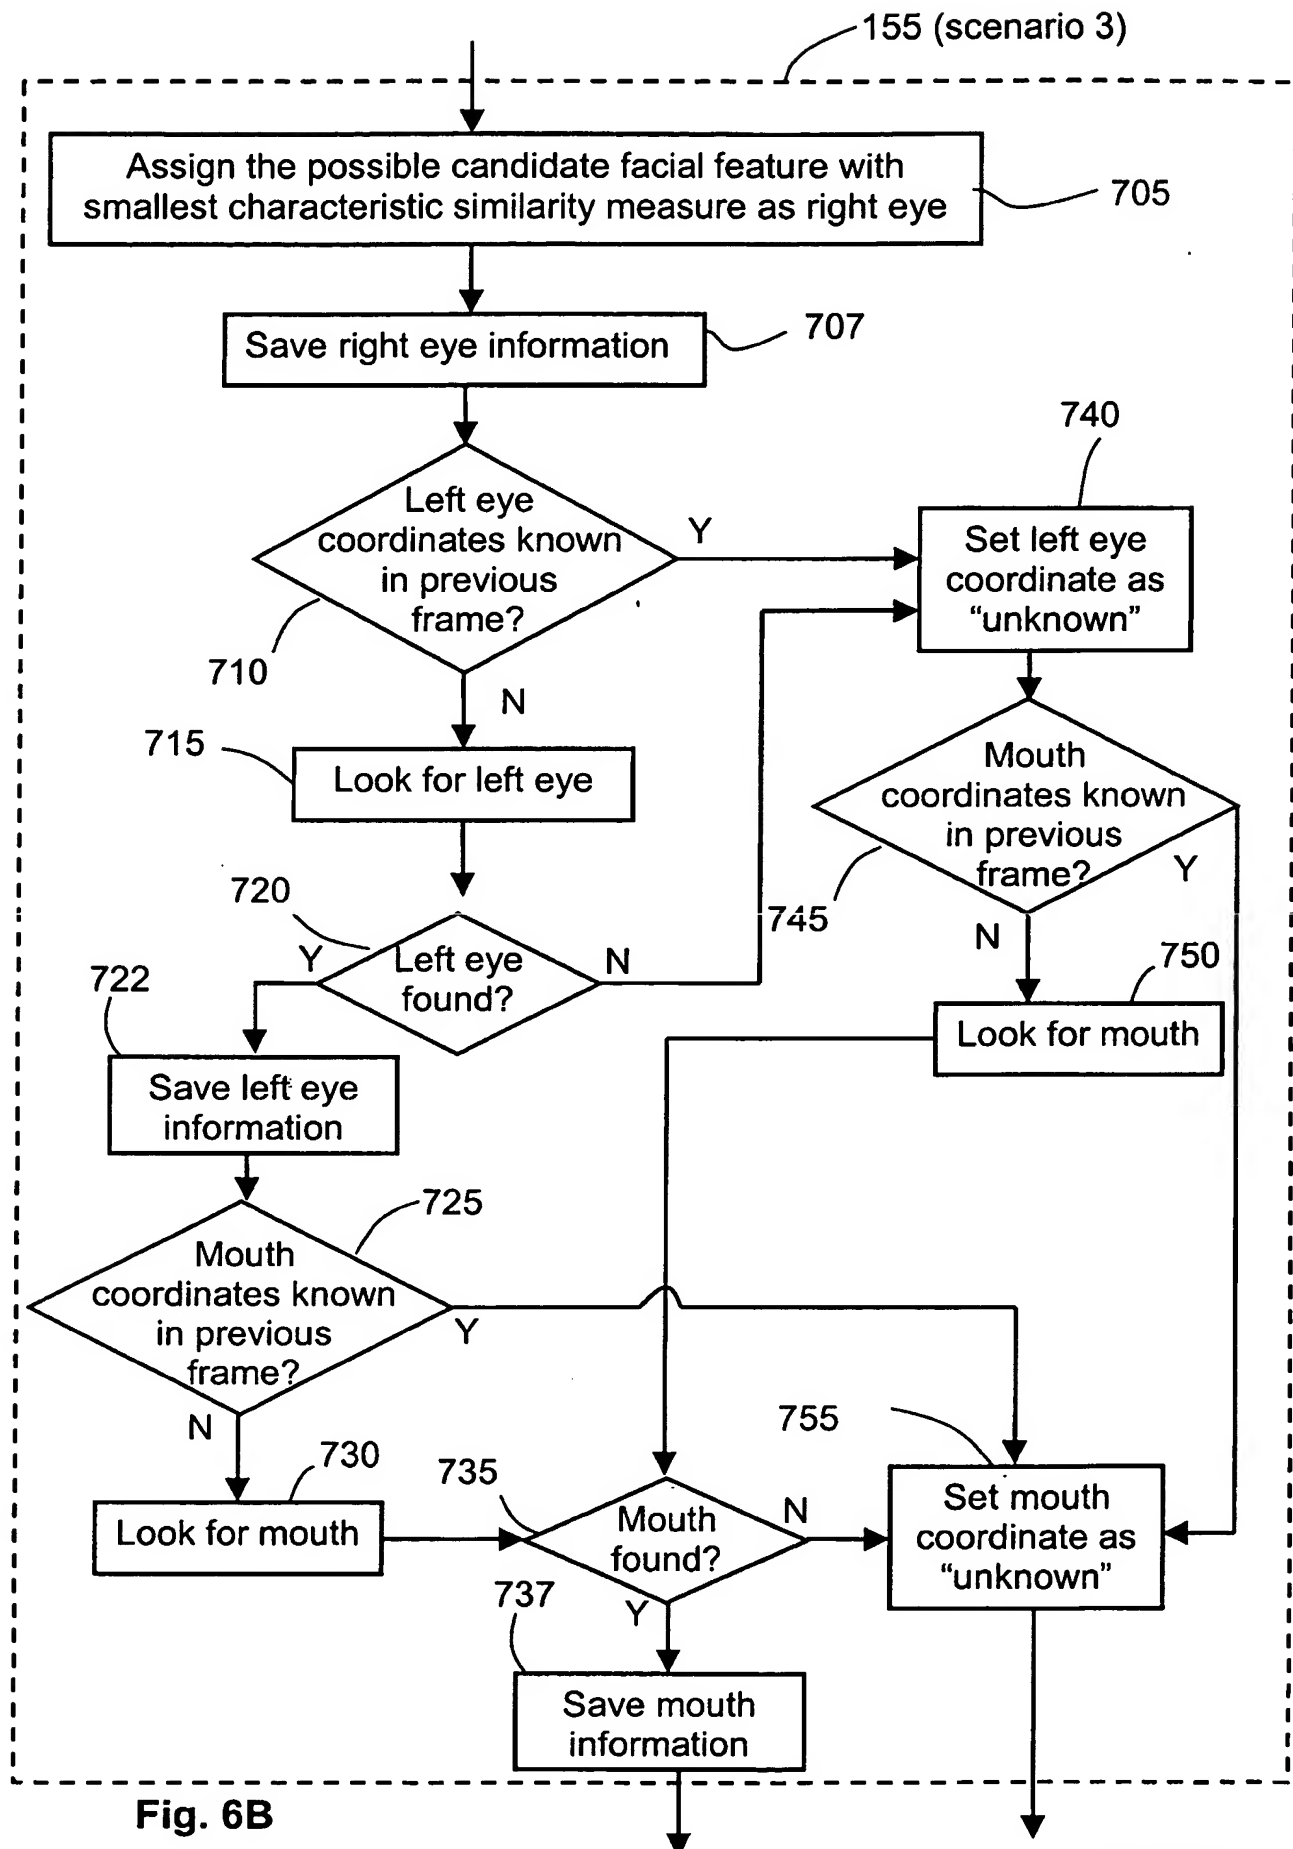 155 (scenario 3)
Assign the possible candidate facial feature with
smallest characteristic similarity measure as right eye
705
Save right eye information
707
740
Left eye
coordinates known
in previous
frame?
Y
Set left eye
coordinate as
“unknown”
710
N
715
Look for left eye
Mouth
coordinates known
in previous
frame?
Y
745
720
Y
Left eye
found?
N
N
750
722
Look for mouth
Save left eye
information
725
Mouth
coordinates known
in previous
frame?
Y
N
730
735
755
Look for mouth
Mouth
found?
N
Set mouth
coordinate as
“unknown”
737
Y
Save mouth
information
Fig. 6B